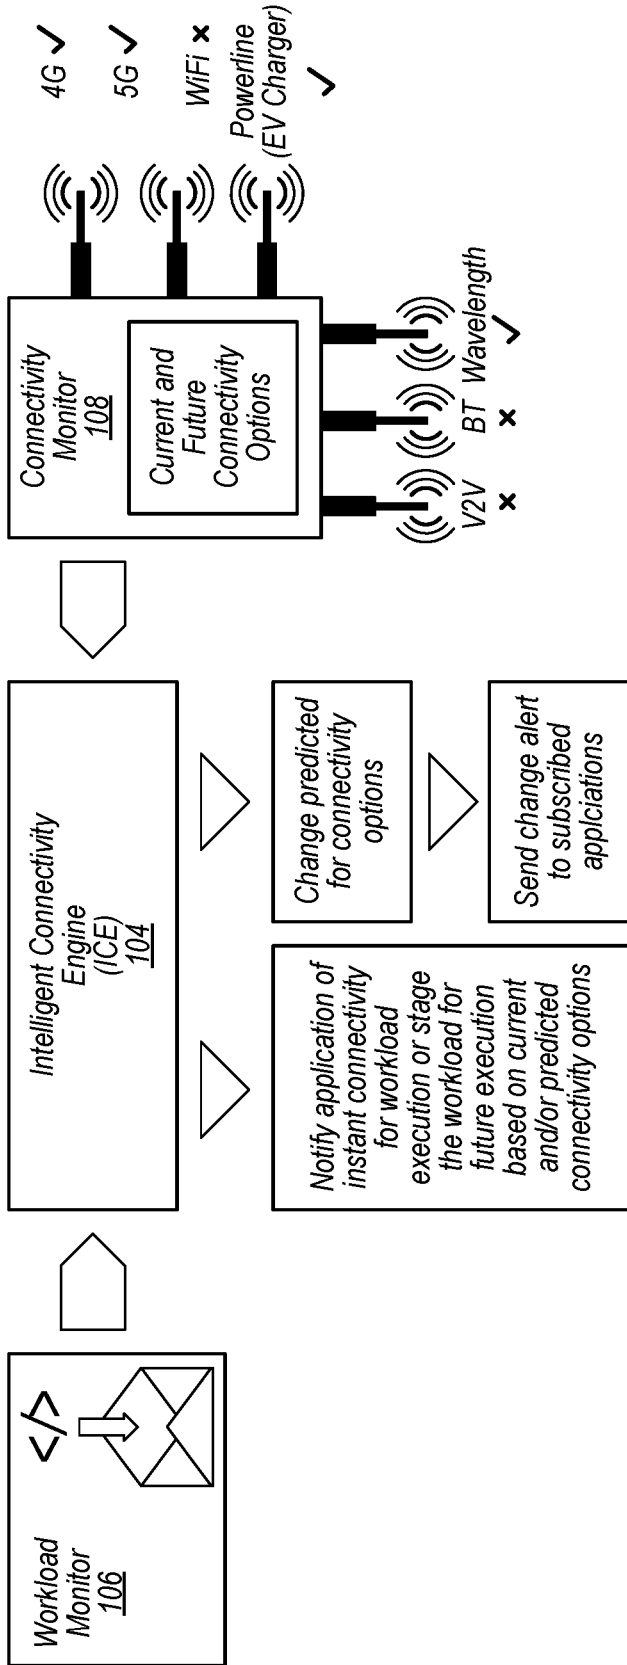 Workload
Monitor
106
</>
Intelligent Connectivity
Engine
(ICE)
104
Notify application of
instant connectivity
for workload
execution or stage
the workload for
future execution
based on current
and/or predicted
connectivity options
Change predicted
for connectivity
options
Send change alert
to subscribed
applciations
Connectivity
Monitor
108
Current and
Future
Connectivity
Options
4G
5G
WiFi
Powerline
(EV Charger)
V2V
BT
Wavelength